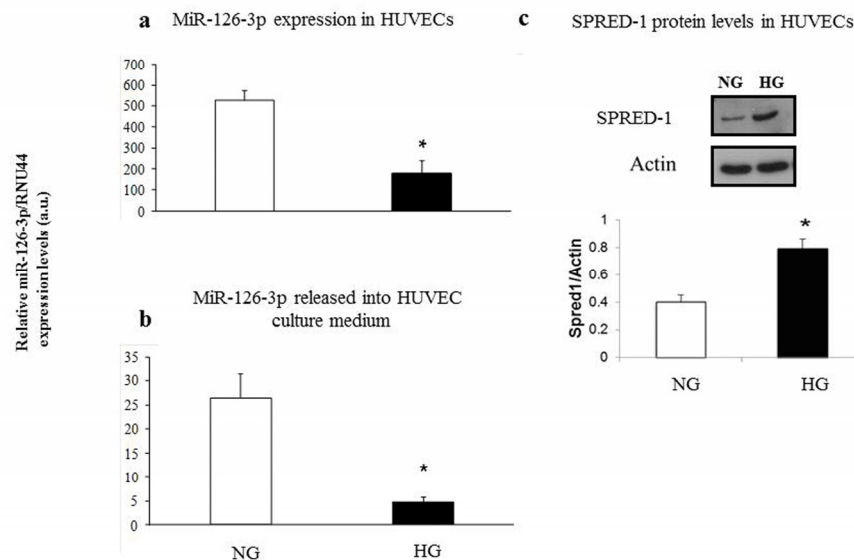 a MiR-126-3p expression in HUVECs
700
600
500
400
300
200
100
0
*
Relative miR-126-3p/RNU44
expression levels (a.u.)
b
MiR-126-3p released into HUVEC
culture medium
35
30
25
20
15
10
5
0
*
NG HG
c SPRED-1 protein levels in HUVECs
NG HG
SPRED-1
Actin
Spred1/Actin
1
0.8
0.6
0.4
0.2
0
*
NG HG